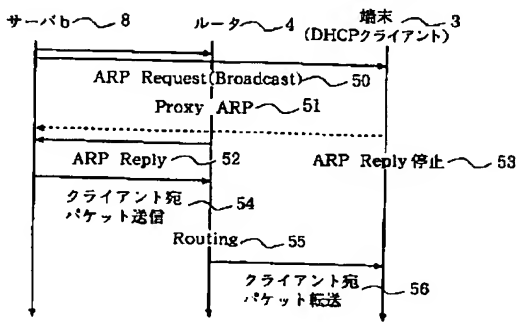 サーバb 8
ルータ 4
端末 3
(DHCPクライアント)
ARP Request(Broadcast) 50
Proxy ARP 51
ARP Reply 52
ARP Reply停止 53
クライアント宛
パケット送信 54
Routing 55
クライアント宛
パケット転送 56